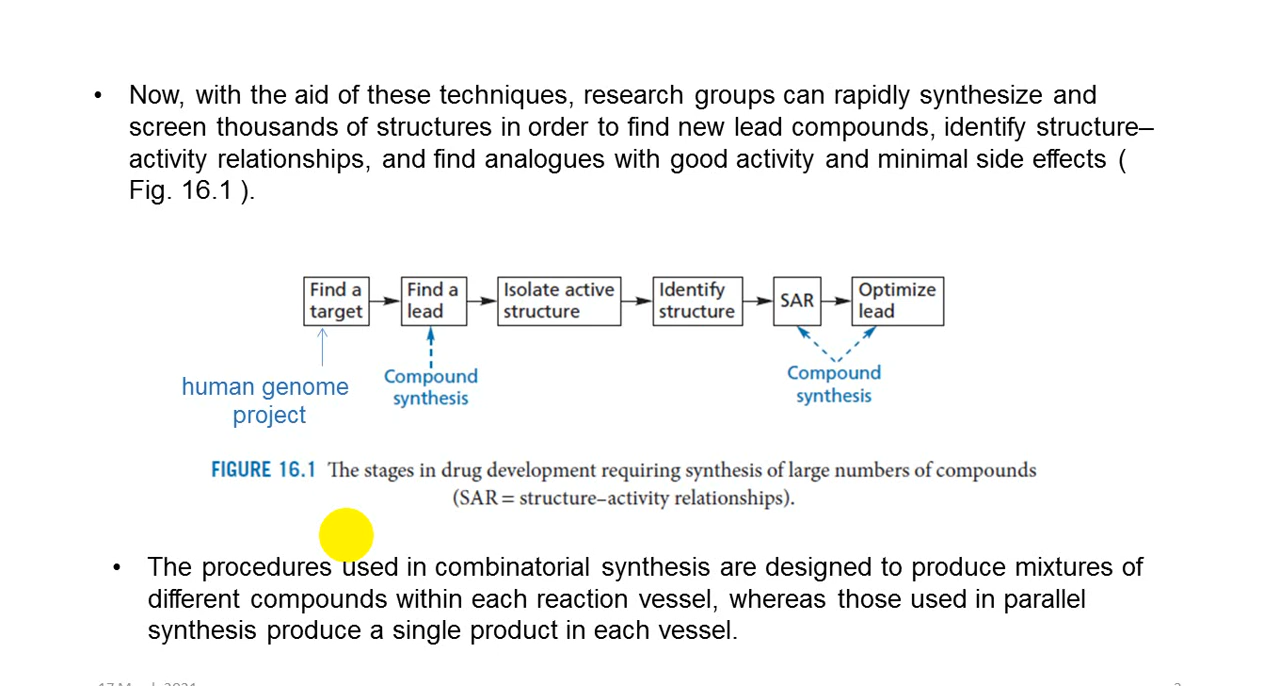 • Now, with the aid of these techniques, research groups can rapidly synthesize and
screen thousands of structures in order to find new lead compounds, identify structure–
activity relationships, and find analogues with good activity and minimal side effects (
Fig. 16.1 ).
Find a
target
Find a
lead
Isolate active
structure
Identify
structure
SAR
Optimize
lead
human genome
project
Compound
synthesis
Compound
synthesis
FIGURE 16.1 The stages in drug development requiring synthesis of large numbers of compounds
(SAR = structure–activity relationships).
• The procedures used in combinatorial synthesis are designed to produce mixtures of
different compounds within each reaction vessel, whereas those used in parallel
synthesis produce a single product in each vessel.